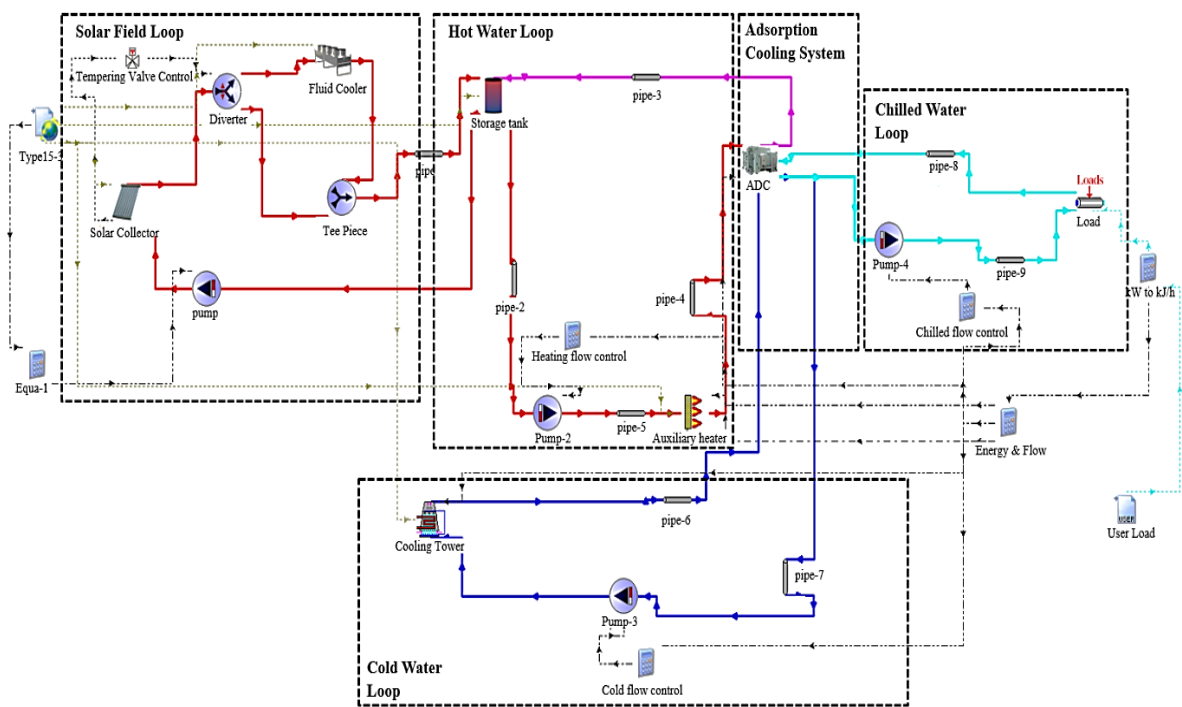 Solar Field Loop
Tempering Valve Control
Fluid Cooler
Diverter
Type15-3
Solar Collector
Tee Piece
pipe
pump
Equa-1
Hot Water Loop
Storage tank
pipe-3
pipe-2
pipe-4
Heating flow control
Pump-2
pipe-5
Auxiliary heater
Adsorption
Cooling System
ADC
Chilled Water
Loop
pipe-8
Loads
Load
Pump-4
pipe-9
Chilled flow control
kW to kJ/h
Energy & Flow
USER
User Load
Cooling Tower
pipe-6
pipe-7
Pump-3
Cold flow control
Cold Water
Loop